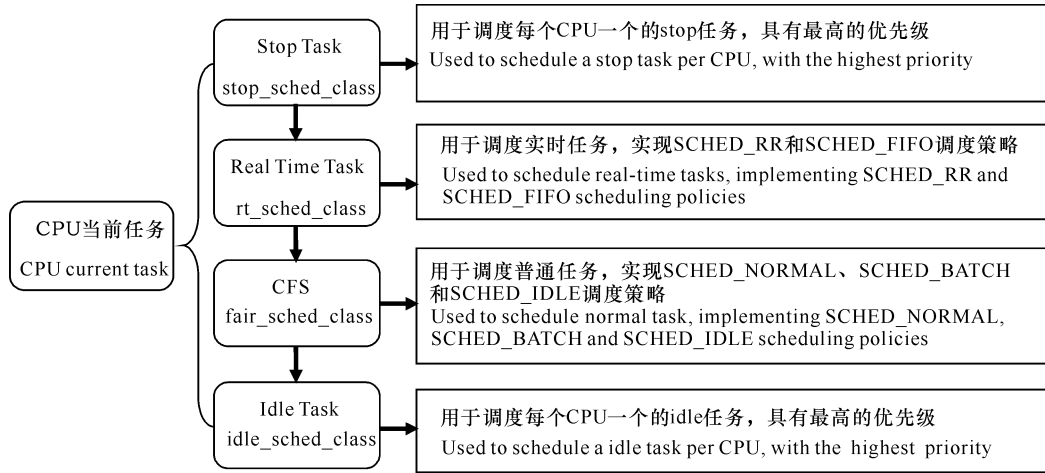 CPU当前任务
CPU current task
Stop Task
stop_sched_class
用于调度每个CPU一个的stop任务，具有最高的优先级
Used to schedule a stop task per CPU, with the highest priority
Real Time Task
rt_sched_class
用于调度实时任务，实现SCHED_RR和SCHED_FIFO调度策略
Used to schedule real-time tasks, implementing SCHED_RR and
SCHED_FIFO scheduling policies
CFS
fair_sched_class
用于调度普通任务，实现SCHED_NORMAL、SCHED_BATCH
和SCHED_IDLE调度策略
Used to schedule normal task, implementing SCHED_NORMAL,
SCHED_BATCH and SCHED_IDLE scheduling policies
Idle Task
idle_sched_class
用于调度每个CPU一个的idle任务，具有最高的优先级
Used to schedule a idle task per CPU, with the highest priority